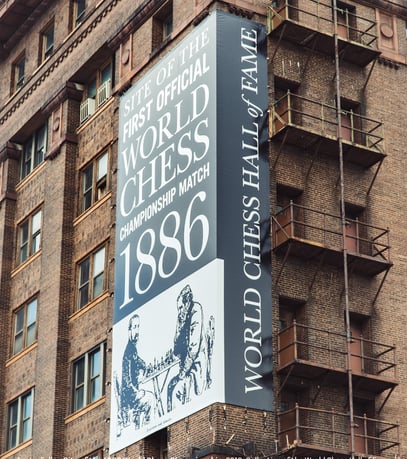 SITE OF THE
FIRST OFFICIAL
WORLD
CHESS
CHAMPIONSHIP MATCH
1886
WORLD CHESS HALL of FAME